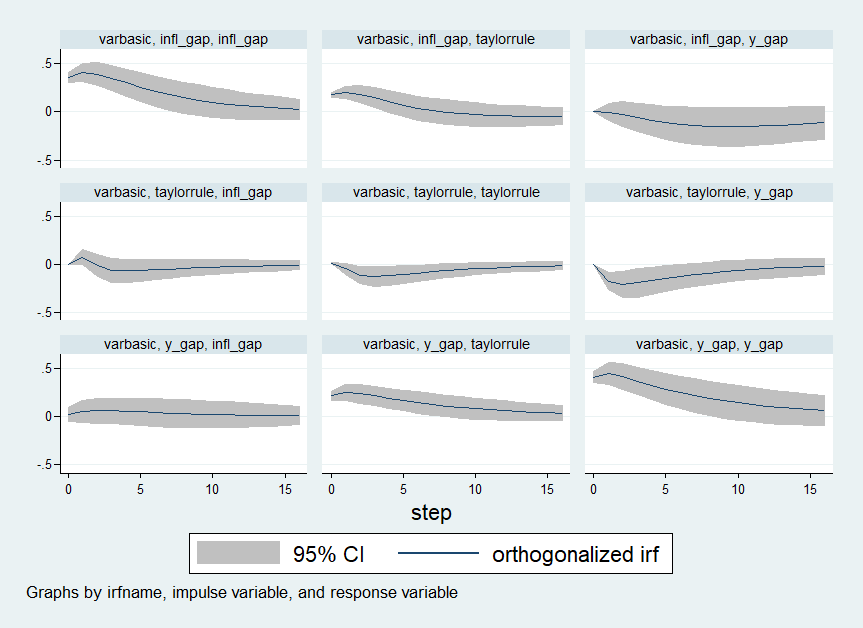 varbasic, infl_gap, infl_gap
varbasic, infl_gap, taylorrule
varbasic, infl_gap, y_gap
.5
0
-.5
varbasic, taylorrule, infl_gap
varbasic, taylorrule, taylorrule
varbasic, taylorrule, y_gap
.5
0
-.5
varbasic, y_gap, infl_gap
varbasic, y_gap, taylorrule
varbasic, y_gap, y_gap
.5
0
-.5
0 5 10 15
0 5 10 15
0 5 10 15
step
95% CI
orthogonalized irf
Graphs by irfname, impulse variable, and response variable